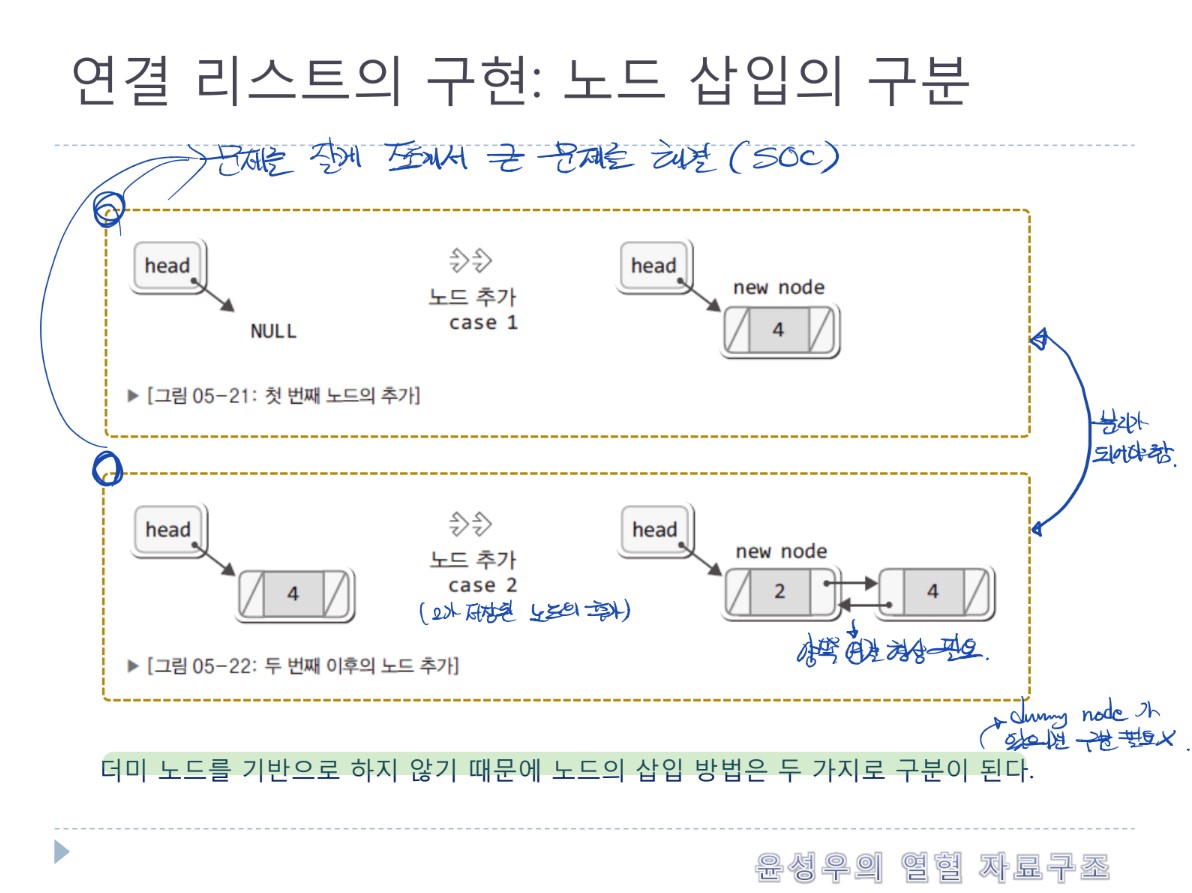 연결 리스트의 구현: 노드 삽입의 구분
문제를 잘게 쪼개서 큰 문제를 해결 (SOC)
head
NULL
노드 추가
case 1
head
new node
4
▶ [그림 05-21: 첫 번째 노드의 추가]
분리가
되어야 함.
head
4
노드 추가
case 2
(2가 저장된 노드의 추가)
head
new node
2
4
양쪽 연결 형성 필요.
▶ [그림 05-22: 두 번째 이후의 노드 추가]
dummy node 가
있으면 구분 필요X.
더미 노드를 기반으로 하지 않기 때문에 노드의 삽입 방법은 두 가지로 구분이 된다.
윤성우의 열혈 자료구조